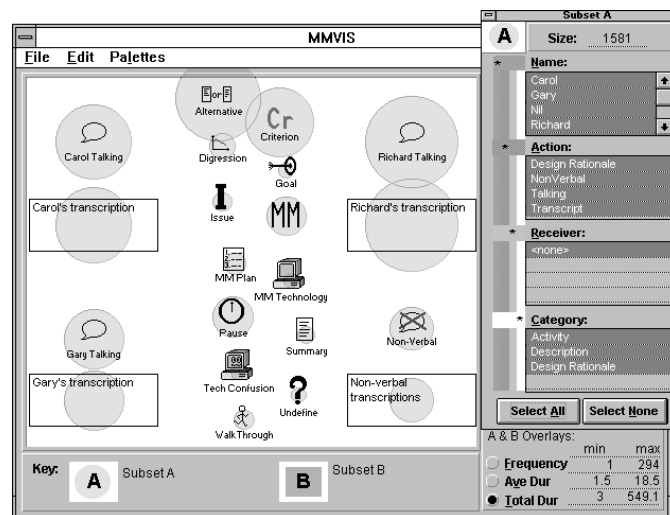 MMVIS
File Edit Palettes
Alternative
Cr
Criterion
Carol Talking
Digression
Richard Talking
Goal
Carol's transcription
I
Issue
MM
Richard's transcription
MM Plan
MM Technology
Pause
Gary Talking
Summary
Non-Verbal
Tech Confusion
Gary's transcription
?
Undefine
Non-verbal
transcriptions
WalkThrough
Key:
A
Subset A
B
Subset B
Subset A
A
Size: 1581
* Name:
Carol
Gary
Nil
Richard
* Action:
Design Rationale
NonVerbal
Talking
Transcript
* Receiver:
<none>
* Category:
Activity
Description
Design Rationale
Select All Select None
A & B Overlays:
min max
Frequency 1 294
Ave Dur 1.5 18.5
Total Dur 3 549.1